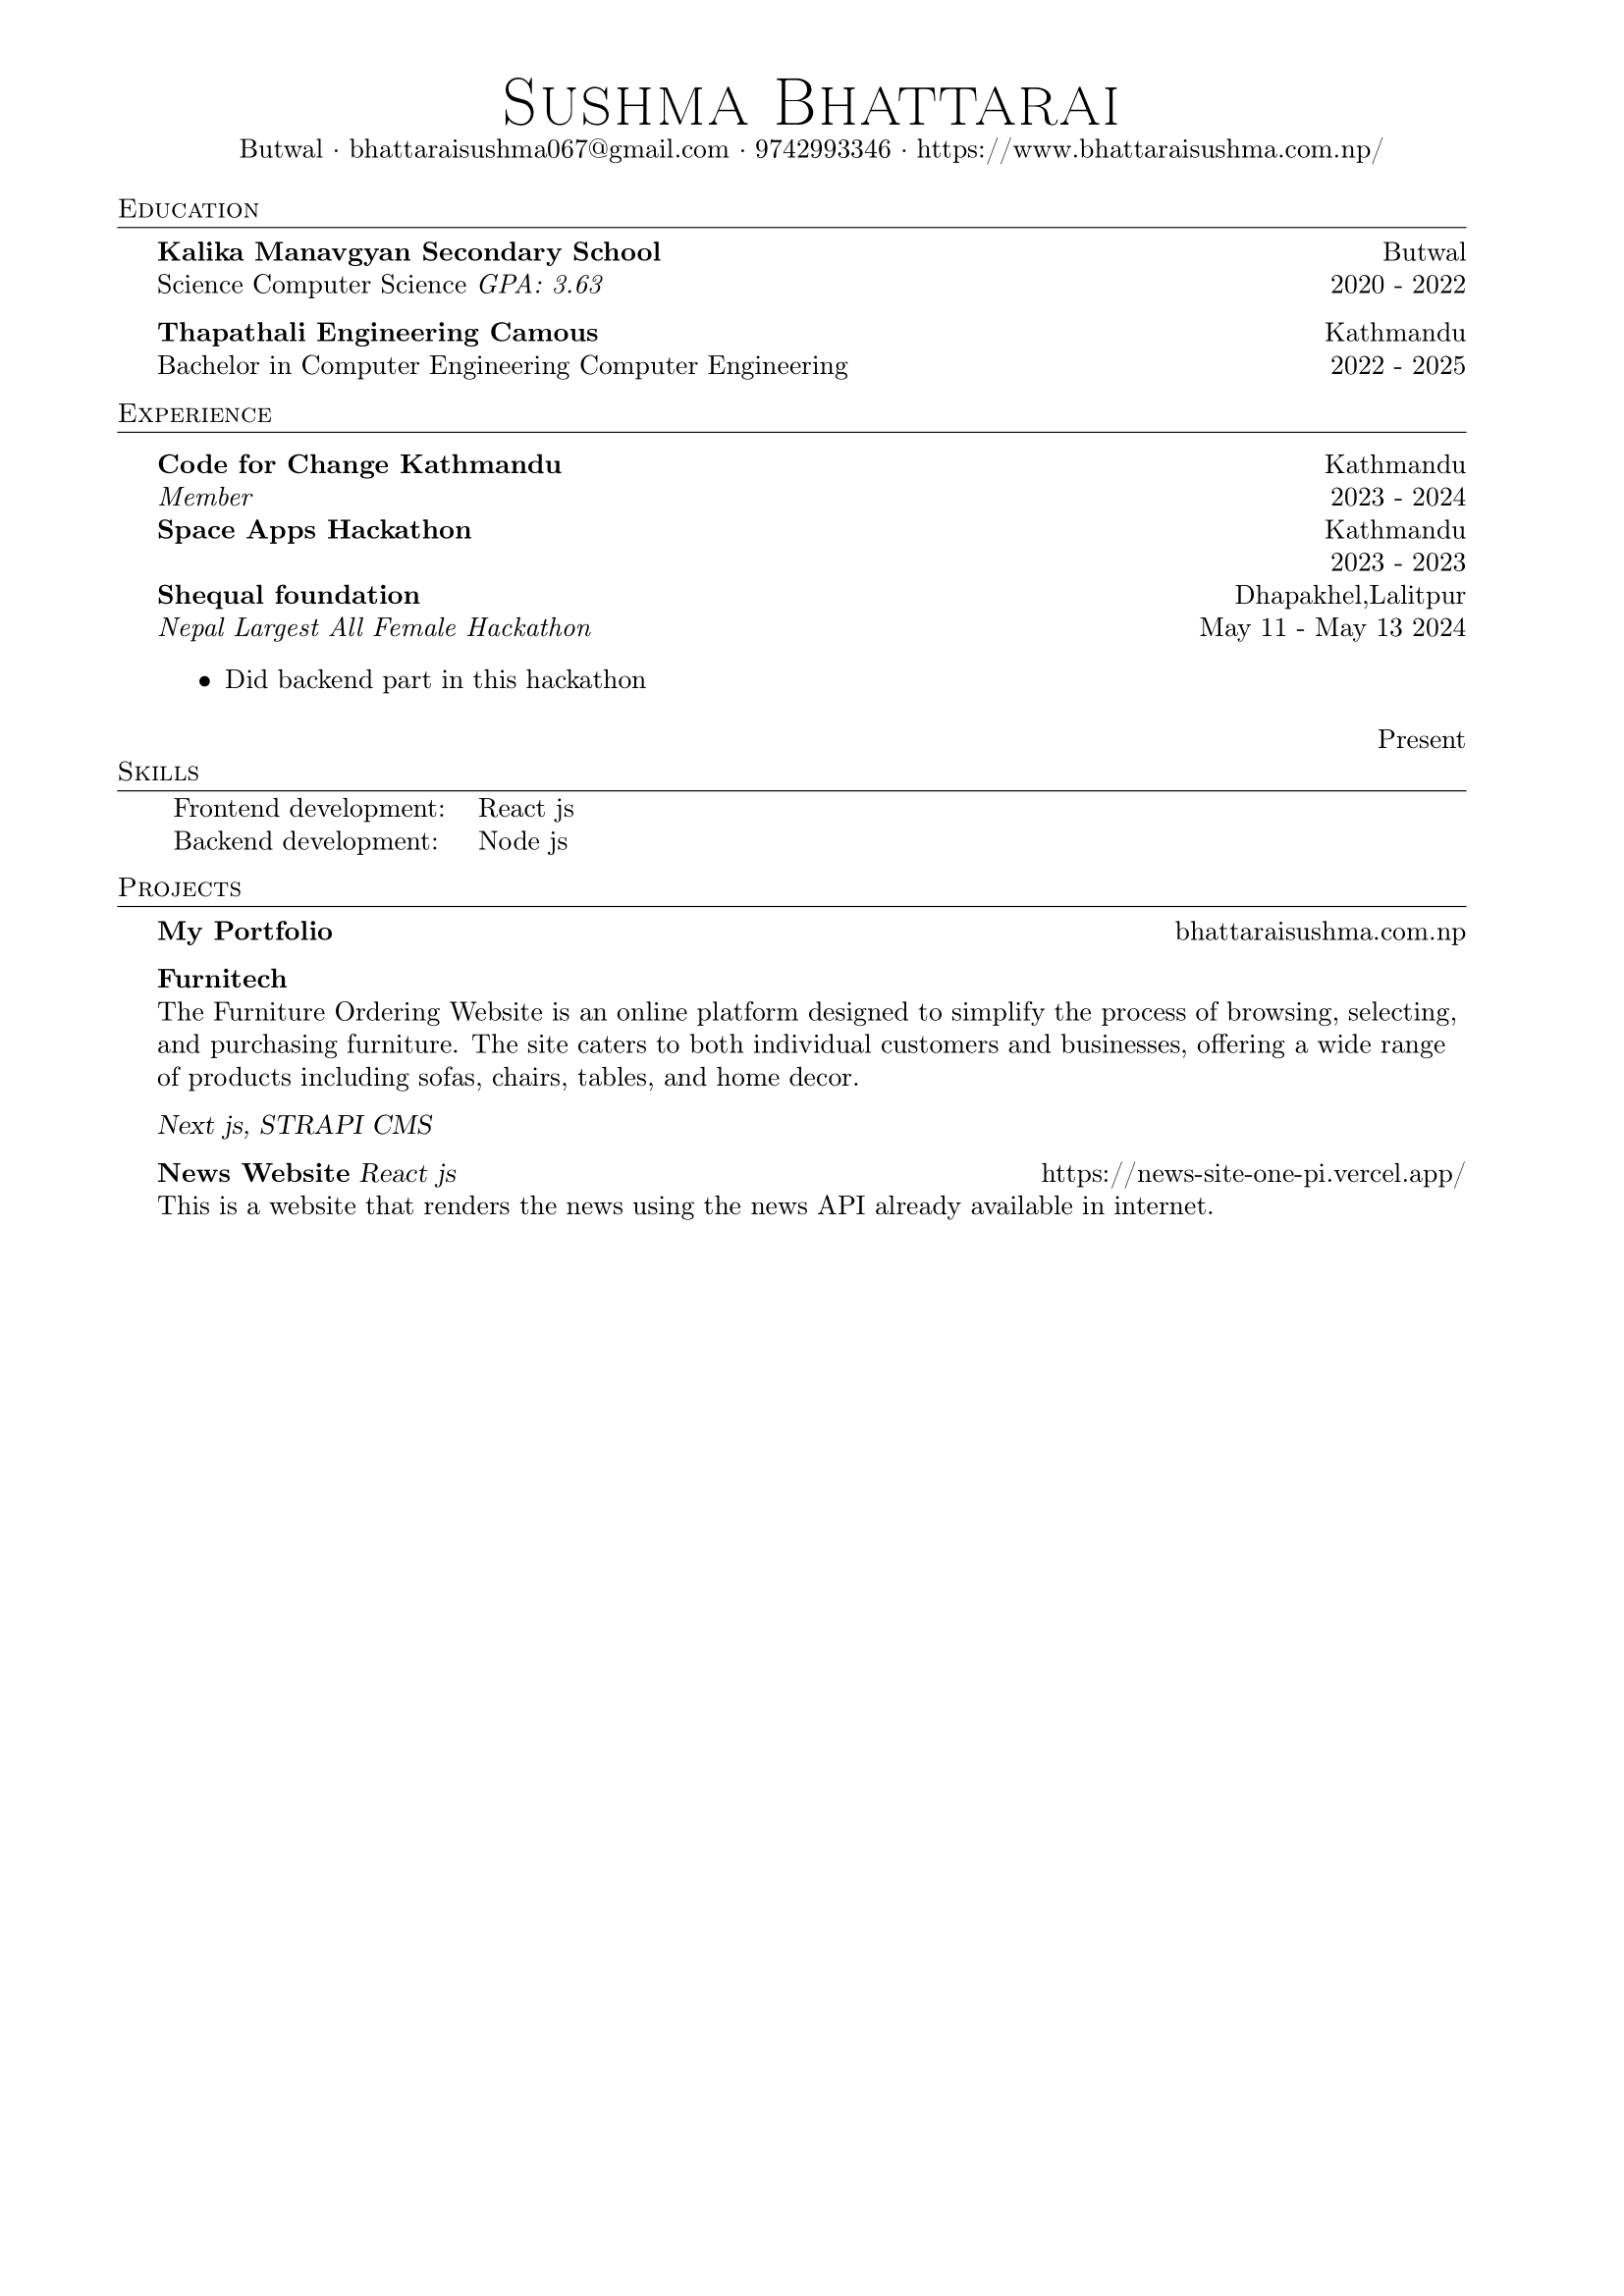 Sushma Bhattarai
Butwal · bhattaraisushma067@gmail.com · 9742993346 · https://www.bhattaraisushma.com.np/
Education
Kalika Manavgyan Secondary School Butwal
Science Computer Science GPA: 3.63 2020 - 2022
Thapathali Engineering Camous Kathmandu
Bachelor in Computer Engineering Computer Engineering 2022 - 2025
Experience
Code for Change Kathmandu Kathmandu
Member 2023 - 2024
Space Apps Hackathon Kathmandu
2023 - 2023
Shequal foundation Dhapakhel,Lalitpur
Nepal Largest All Female Hackathon May 11 - May 13 2024
• Did backend part in this hackathon
Present
Skills
Frontend development: React js
Backend development: Node js
Projects
My Portfolio bhattaraisushma.com.np
Furnitech
The Furniture Ordering Website is an online platform designed to simplify the process of browsing, selecting,
and purchasing furniture. The site caters to both individual customers and businesses, offering a wide range
of products including sofas, chairs, tables, and home decor.
Next js, STRAPI CMS
News Website React js https://news-site-one-pi.vercel.app/
This is a website that renders the news using the news API already available in internet.